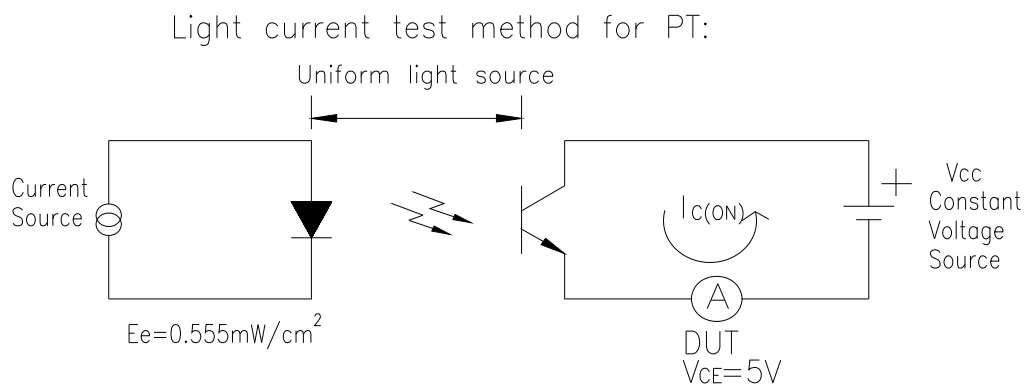 Light current test method for PT:
Uniform light source
Current
Source
Ee=0.555mW/cm²
IC(ON)
+
Vcc
Constant
Voltage
Source
A
DUT
VCE=5V